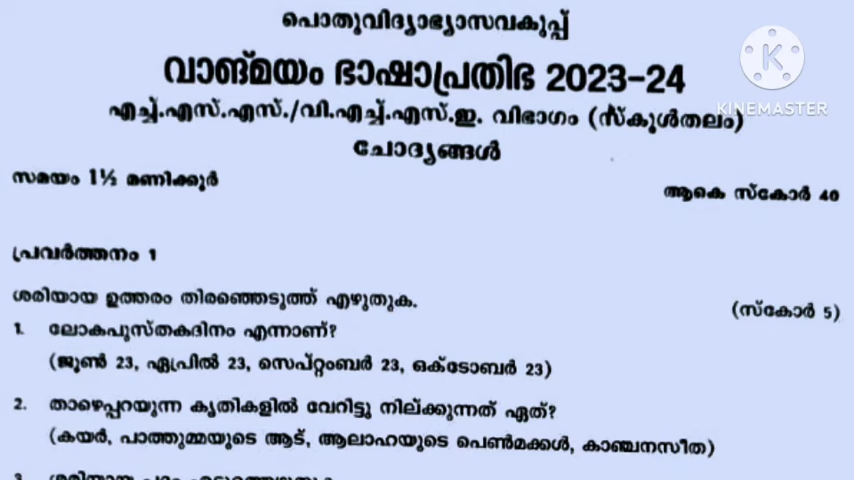 പൊതുവിദ്യാഭ്യാസവകുപ്പ്
വാങ്മയം ഭാഷാപ്രതിഭ 2023-24
എച്ച്.എസ്.എസ്./വി.എച്ച്.എസ്.ഇ. വിഭാഗം (സ്കൂൾതലം)
ചോദ്യങ്ങൾ
K
KINEMASTER
സമയം 1½ മണിക്കൂർ
ആകെ സ്കോർ 40
പ്രവർത്തനം 1
ശരിയായ ഉത്തരം തിരഞ്ഞെടുത്ത് എഴുതുക.
(സ്കോർ 5)
1. ലോകപുസ്തകദിനം എന്നാണ്?
(ജൂൺ 23, ഏപ്രിൽ 23, സെപ്റ്റംബർ 23, ഒക്ടോബർ 23)
2. താഴെപ്പറയുന്ന കൃതികളിൽ വേറിട്ടു നില്ക്കുന്നത് ഏത്?
(കയർ, പാത്തുമ്മയുടെ ആട്, ആലാഹയുടെ പെൺമക്കൾ, കാഞ്ചനസീത)